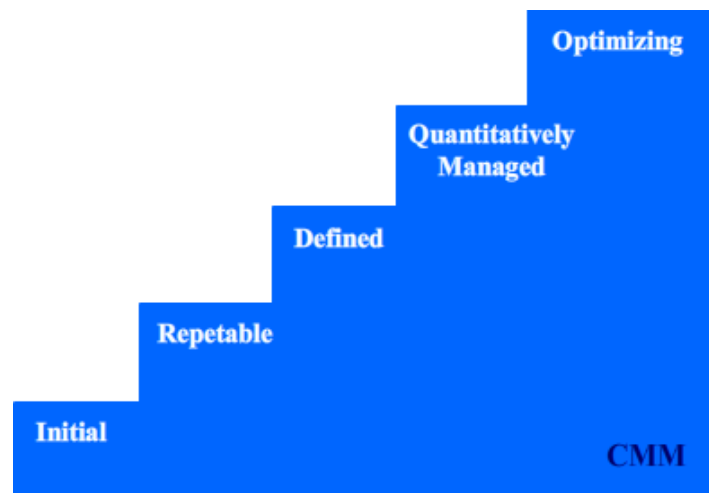 Optimizing
Quantitatively
Managed
Defined
Repetable
Initial
CMM